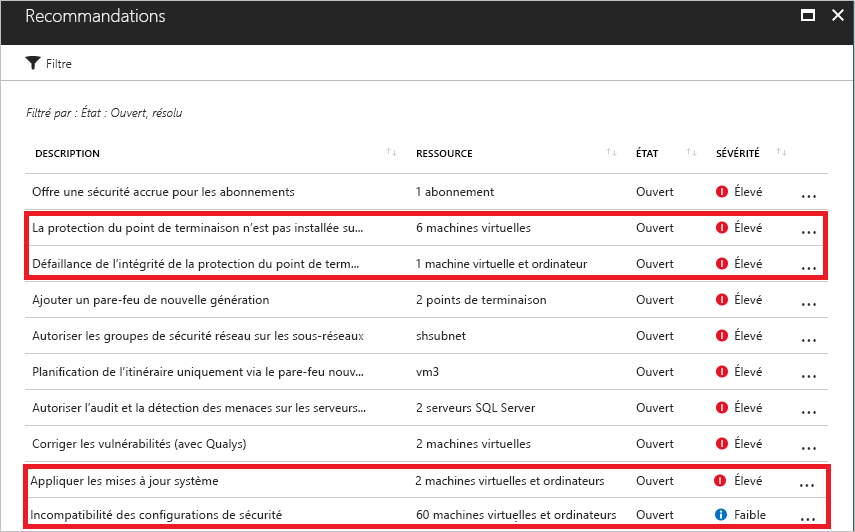 Recommandations
Filtre
Filtré par : État : Ouvert, résolu
DESCRIPTION RESSOURCE ÉTAT SÉVÉRITÉ
Offre une sécurité accrue pour les abonnements 1 abonnement Ouvert Élevé ...
La protection du point de terminaison n’est pas installée su... 6 machines virtuelles Ouvert Élevé ...
Défaillance de l’intégrité de la protection du point de term... 1 machine virtuelle et ordinateur Ouvert Élevé ...
Ajouter un pare-feu de nouvelle génération 2 points de terminaison Ouvert Élevé ...
Autoriser les groupes de sécurité réseau sur les sous-réseaux shsubnet Ouvert Élevé ...
Planification de l’itinéraire uniquement via le pare-feu nouv... vm3 Ouvert Élevé ...
Autoriser l’audit et la détection des menaces sur les serveurs... 2 serveurs SQL Server Ouvert Élevé ...
Corriger les vulnérabilités (avec Qualys) 2 machines virtuelles Ouvert Élevé ...
Appliquer les mises à jour système 2 machines virtuelles et ordinateurs Ouvert Élevé ...
Incompatibilité des configurations de sécurité 60 machines virtuelles et ordinateurs Ouvert Faible ...